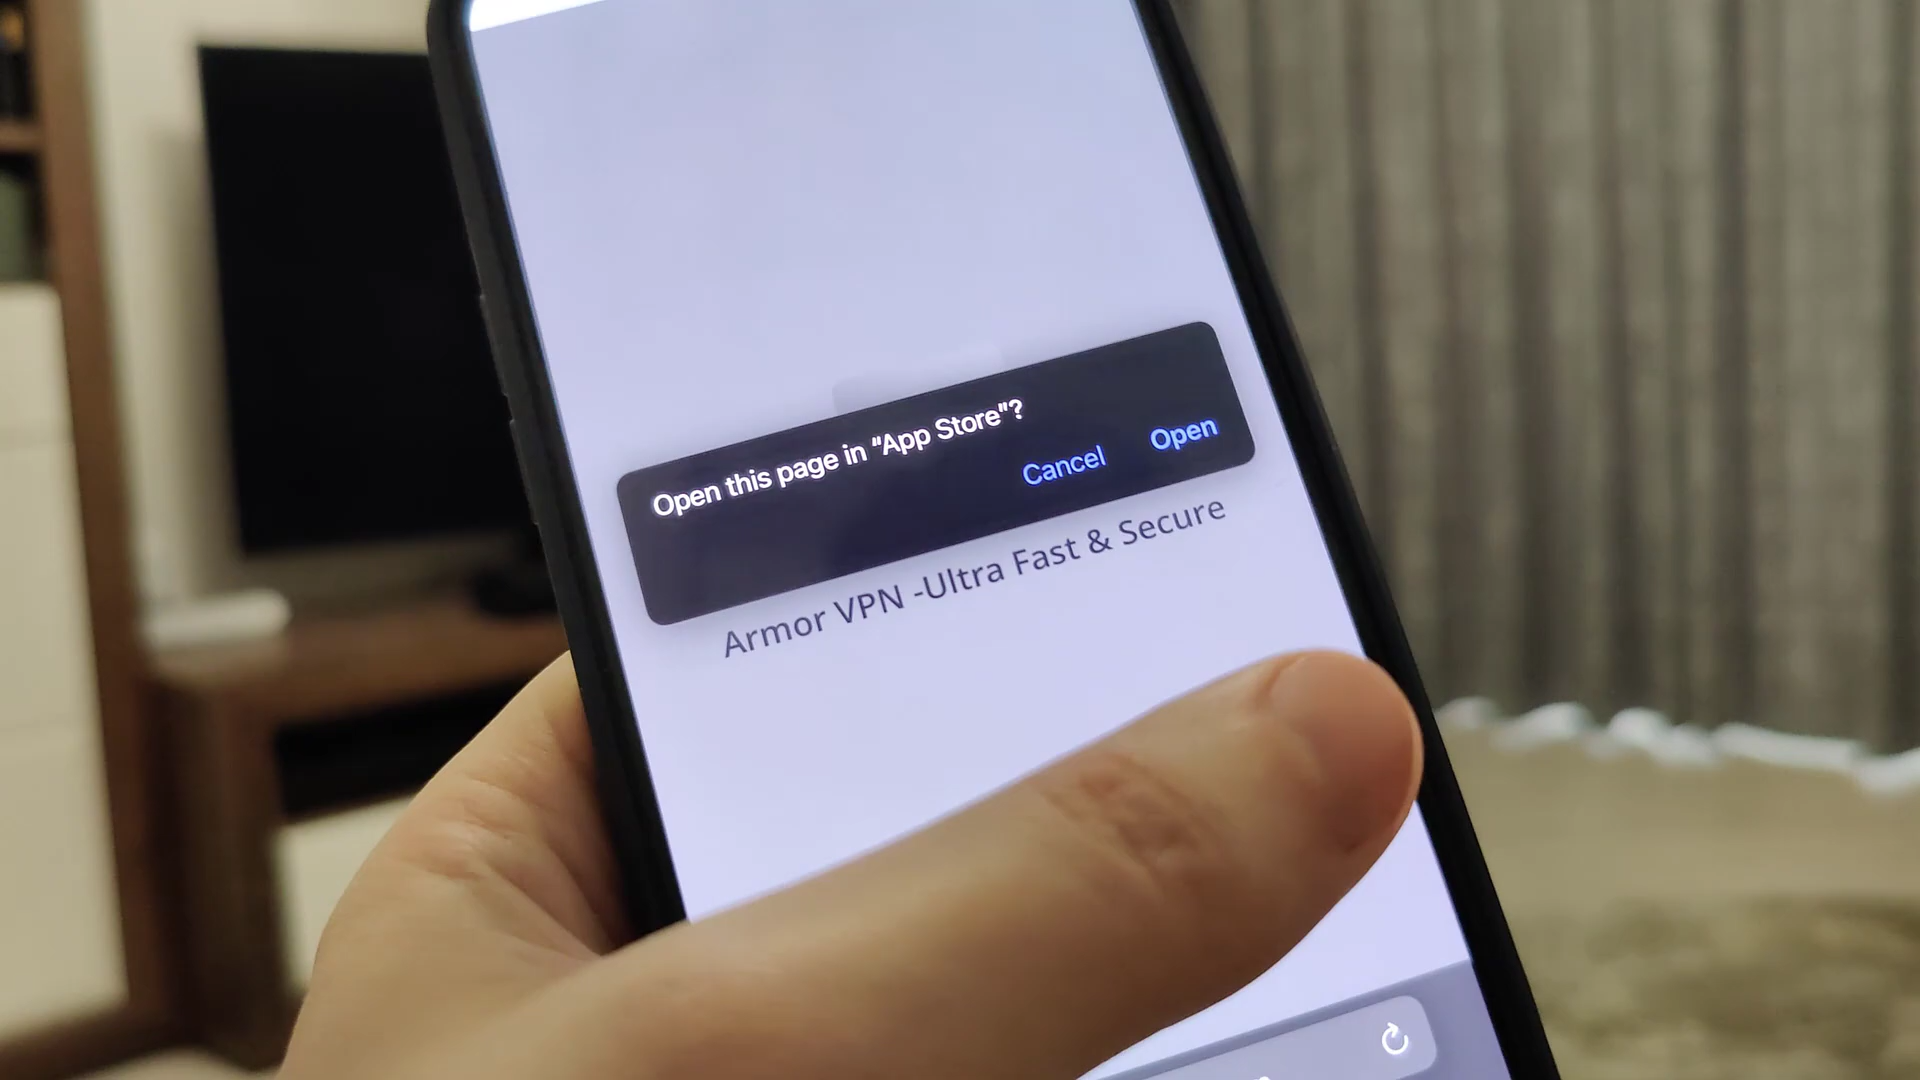 Open this page in "App Store"?
Cancel
Open
Armor VPN -Ultra Fast & Secure